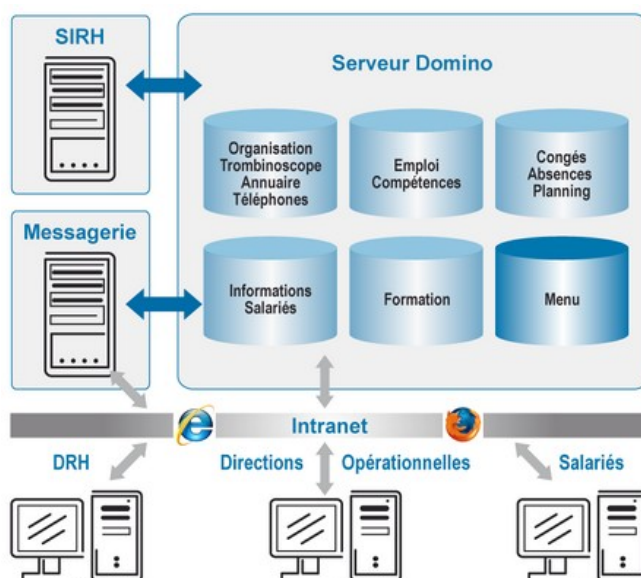 SIRH
Serveur Domino
Organisation
Trombinoscope
Annuaire
Téléphones
Emploi
Compétences
Congés
Absences
Planning
Messagerie
Informations
Salariés
Formation
Menu
Intranet
DRH
Directions
Opérationnelles
Salariés